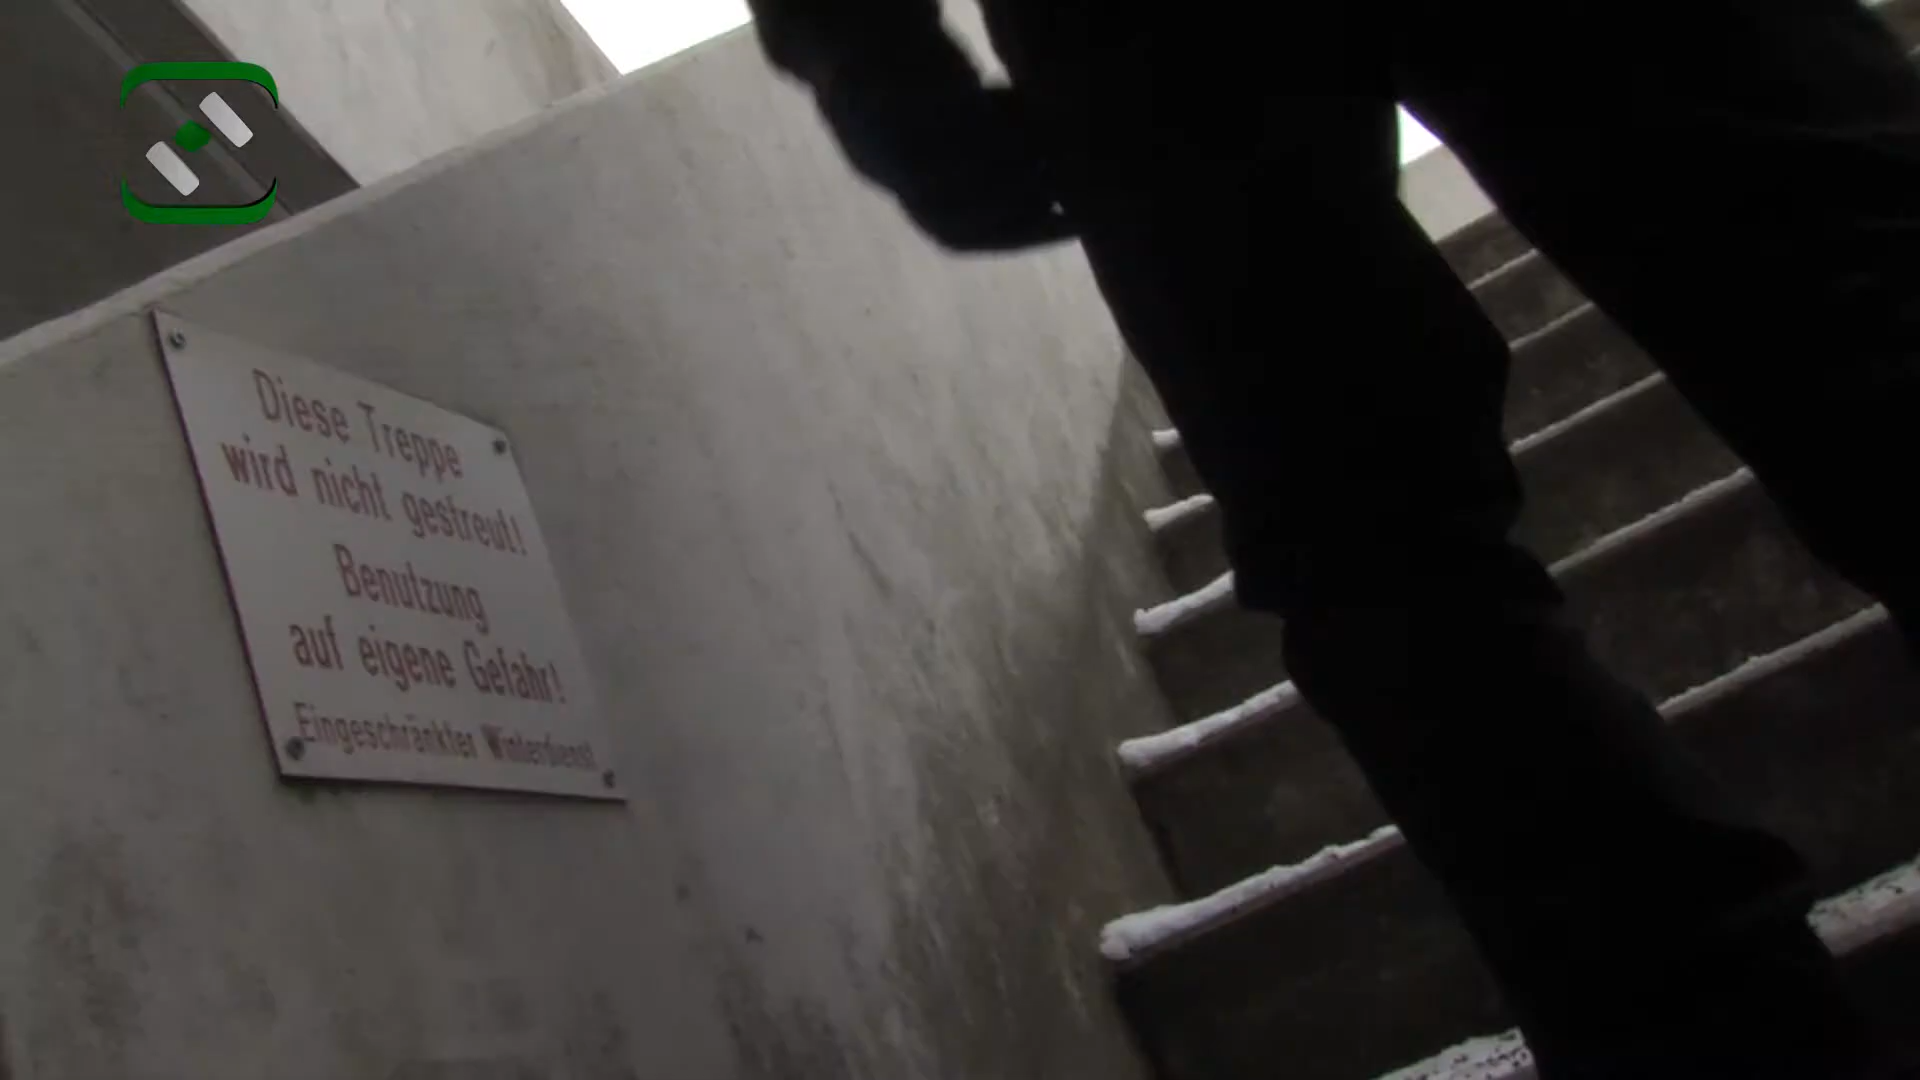 Diese Treppe
wird nicht gestreut!
Benutzung
auf eigene Gefahr!
Eingeschränkter Winterdienst